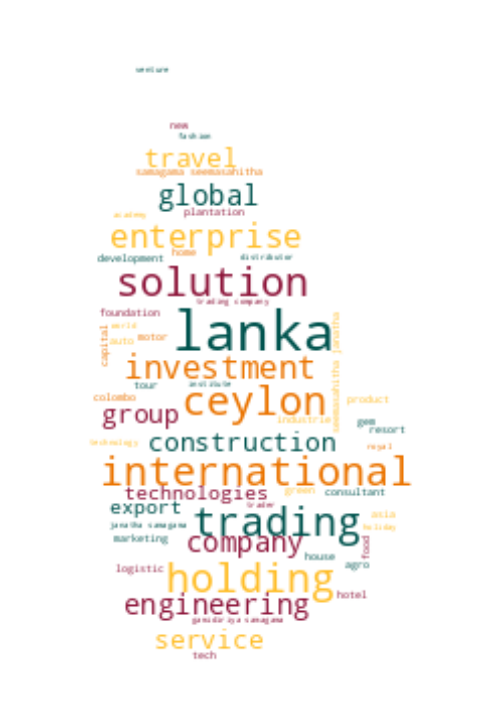 venture
new
fashion
travel
samagama seemasahitha
global
academy
plantation
enterprise
home
development
distributor
solution
trading company
foundation
lanka
world
capital
auto
motor
seemasahitha janatha
investment
tour
institute
colombo
ceylon
product
group
industrie
gem
resort
construction
technology
royal
international
technologies
green
consultant
export
trader
trading
asia
janatha samagama
holiday
marketing
company
food
house
agro
logistic
holding
hotel
engineering
gamidiriya samagama
service
tech